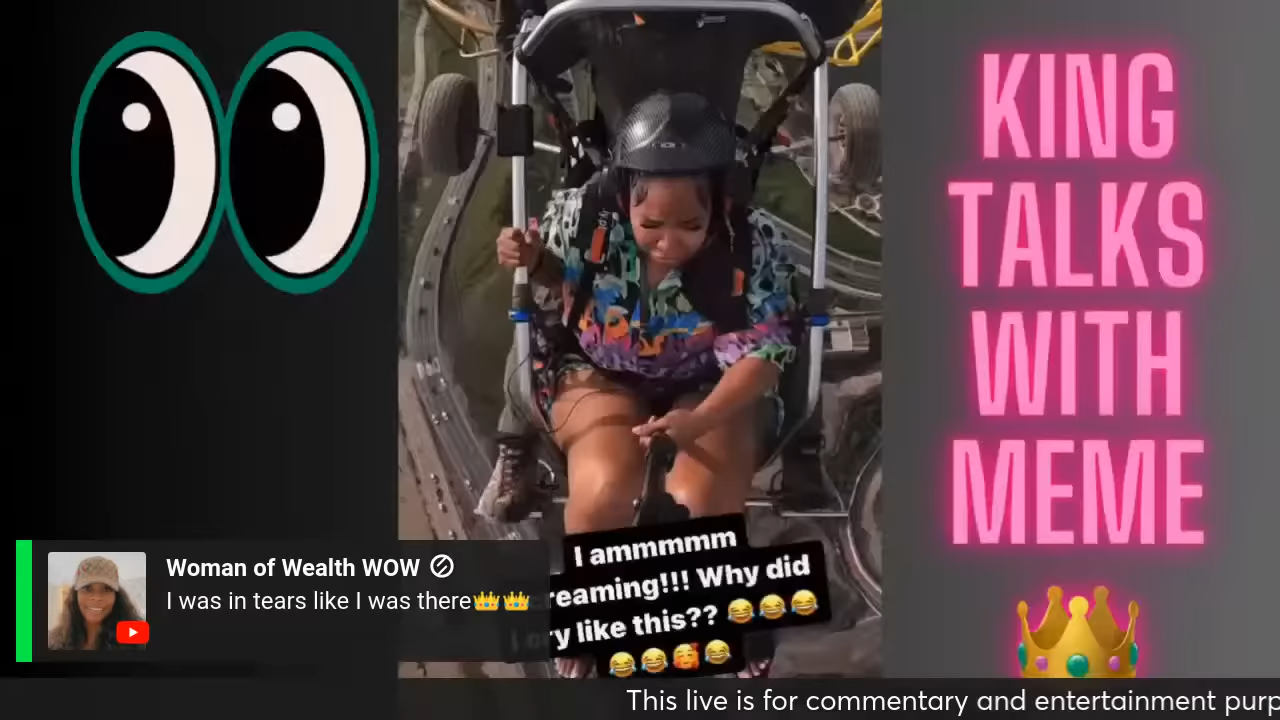 KING
TALKS
WITH
MEME
I ammmmm
reaming!!! Why did
cry like this?? 😂😂😂
😂😂🥰😂
Woman of Wealth WOW
I was in tears like I was there👑👑
This live is for commentary and entertainment purp